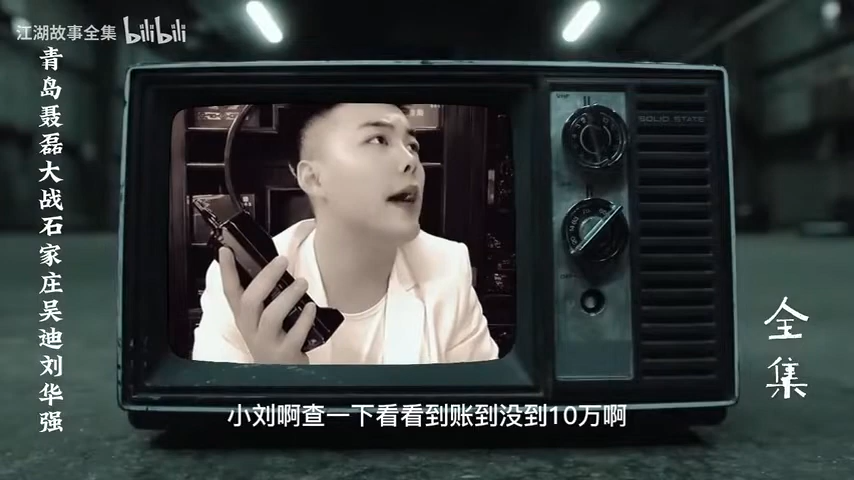 江湖故事全集 bilibili
青岛聂磊大战石家庄吴迪刘华强
SOLID STATE
全集
小刘啊查一下看看到账到没到10万啊